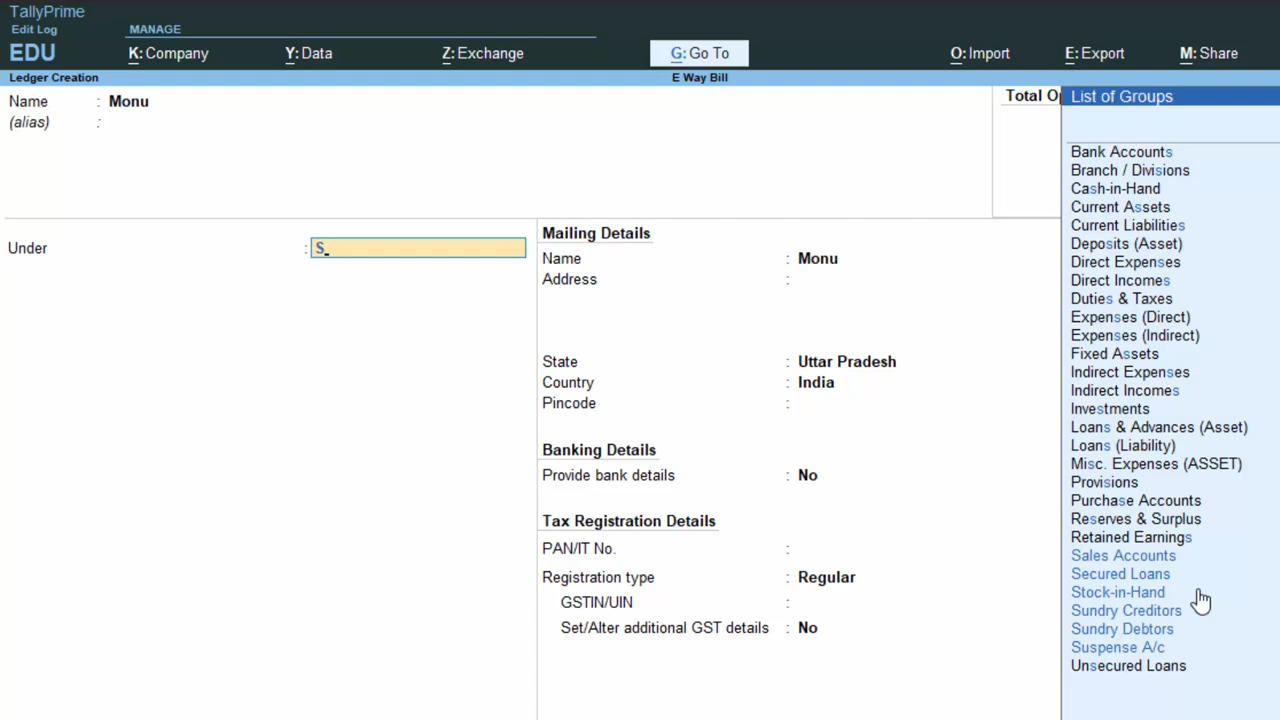 TallyPrime
Edit Log
EDU
MANAGE
K: Company
Y: Data
Z: Exchange
G: Go To
O: Import
E: Export
M: Share
Ledger Creation
E Way Bill
Name : Monu
(alias) :
Total Op
Under : S
Mailing Details
Name : Monu
Address :
State : Uttar Pradesh
Country : India
Pincode :
Banking Details
Provide bank details : No
Tax Registration Details
PAN/IT No. :
Registration type : Regular
GSTIN/UIN :
Set/Alter additional GST details : No
List of Groups
Bank Accounts
Branch / Divisions
Cash-in-Hand
Current Assets
Current Liabilities
Deposits (Asset)
Direct Expenses
Direct Incomes
Duties & Taxes
Expenses (Direct)
Expenses (Indirect)
Fixed Assets
Indirect Expenses
Indirect Incomes
Investments
Loans & Advances (Asset)
Loans (Liability)
Misc. Expenses (ASSET)
Provisions
Purchase Accounts
Reserves & Surplus
Retained Earnings
Sales Accounts
Secured Loans
Stock-in-Hand
Sundry Creditors
Sundry Debtors
Suspense A/c
Unsecured Loans